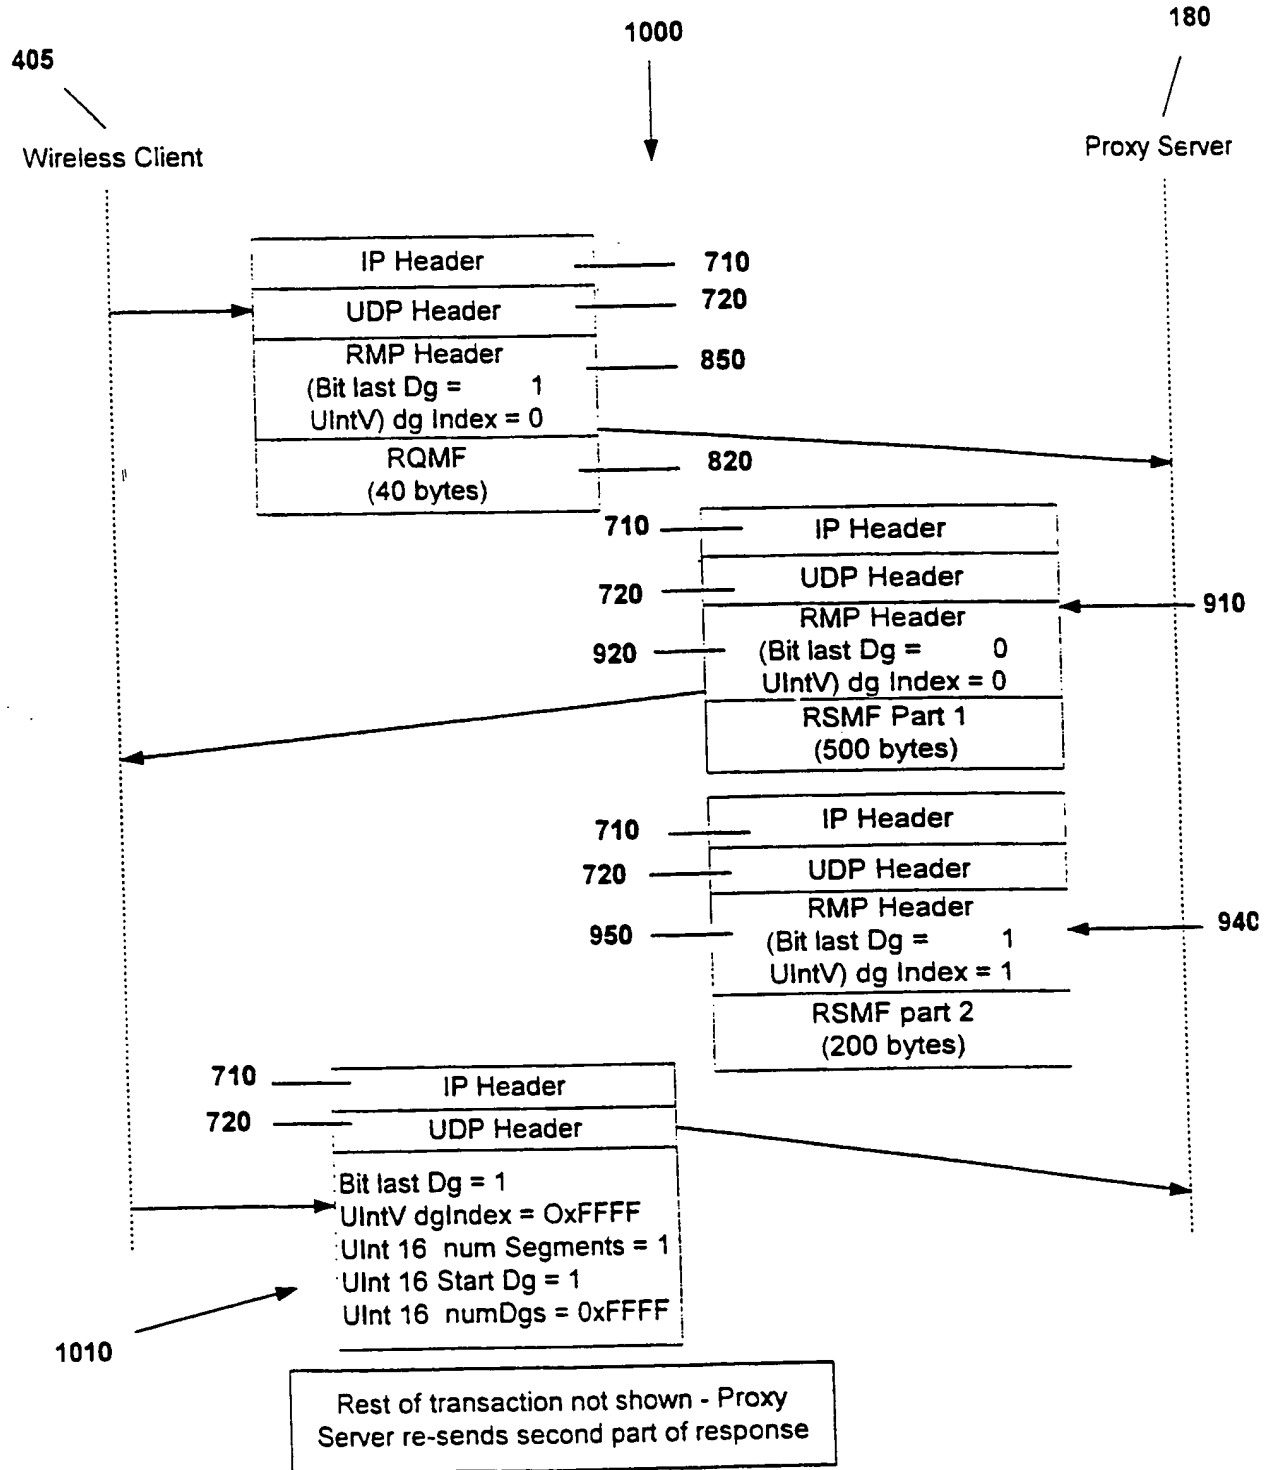 180
1000
405
Wireless Client
Proxy Server
IP Header
710
UDP Header
720
RMP Header
(Bit last Dg = 1
UIntV) dg Index = 0
850
RQMF
(40 bytes)
820
710
IP Header
720
UDP Header
910
920
RMP Header
(Bit last Dg = 0
UIntV) dg Index = 0
RSMF Part 1
(500 bytes)
710
IP Header
720
UDP Header
950
RMP Header
(Bit last Dg = 1
UIntV) dg Index = 1
940
RSMF part 2
(200 bytes)
710
IP Header
720
UDP Header
Bit last Dg = 1
UIntV dgIndex = OxFFFF
UInt 16 num Segments = 1
UInt 16 Start Dg = 1
UInt 16 numDgs = 0xFFFF
1010
Rest of transaction not shown - Proxy
Server re-sends second part of response